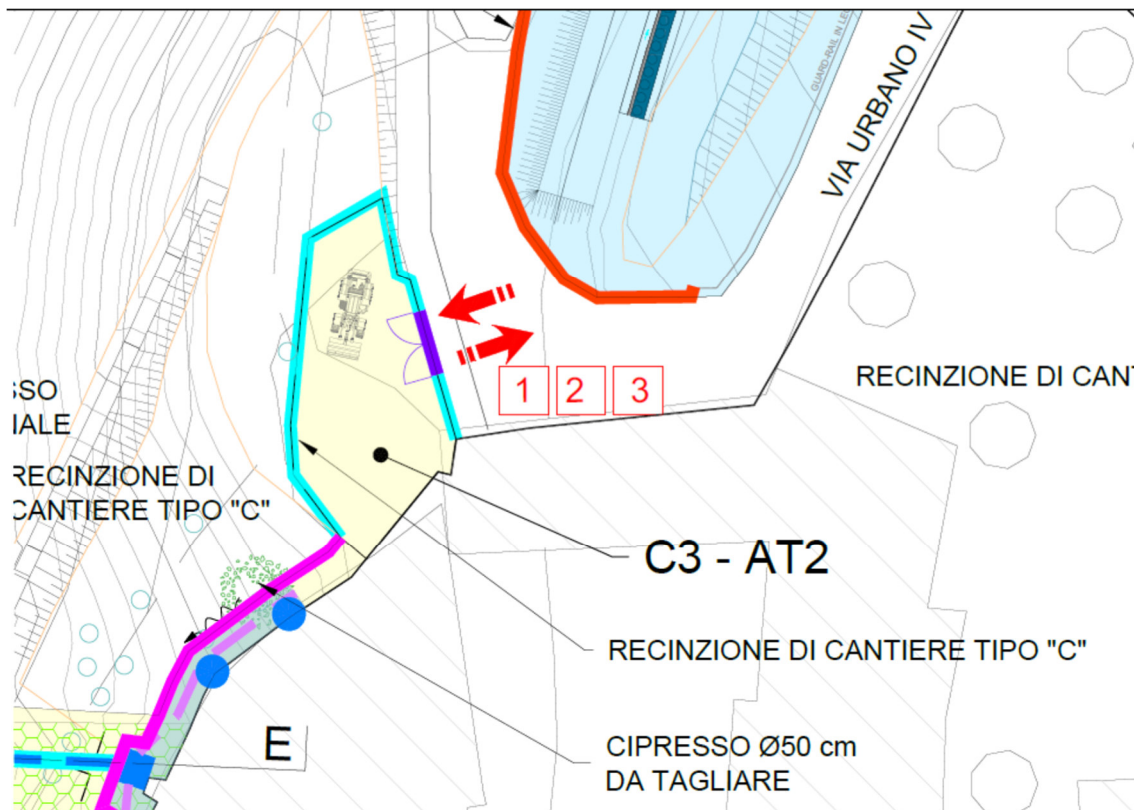 GUARD-RAIL IN LE
VIA URBANO IV
1 2 3
RECINZIONE DI CANT
SSO
IALE
RECINZIONE DI
CANTIERE TIPO "C"
C3 - AT2
RECINZIONE DI CANTIERE TIPO "C"
E
CIPRESSO Ø50 cm
DA TAGLIARE